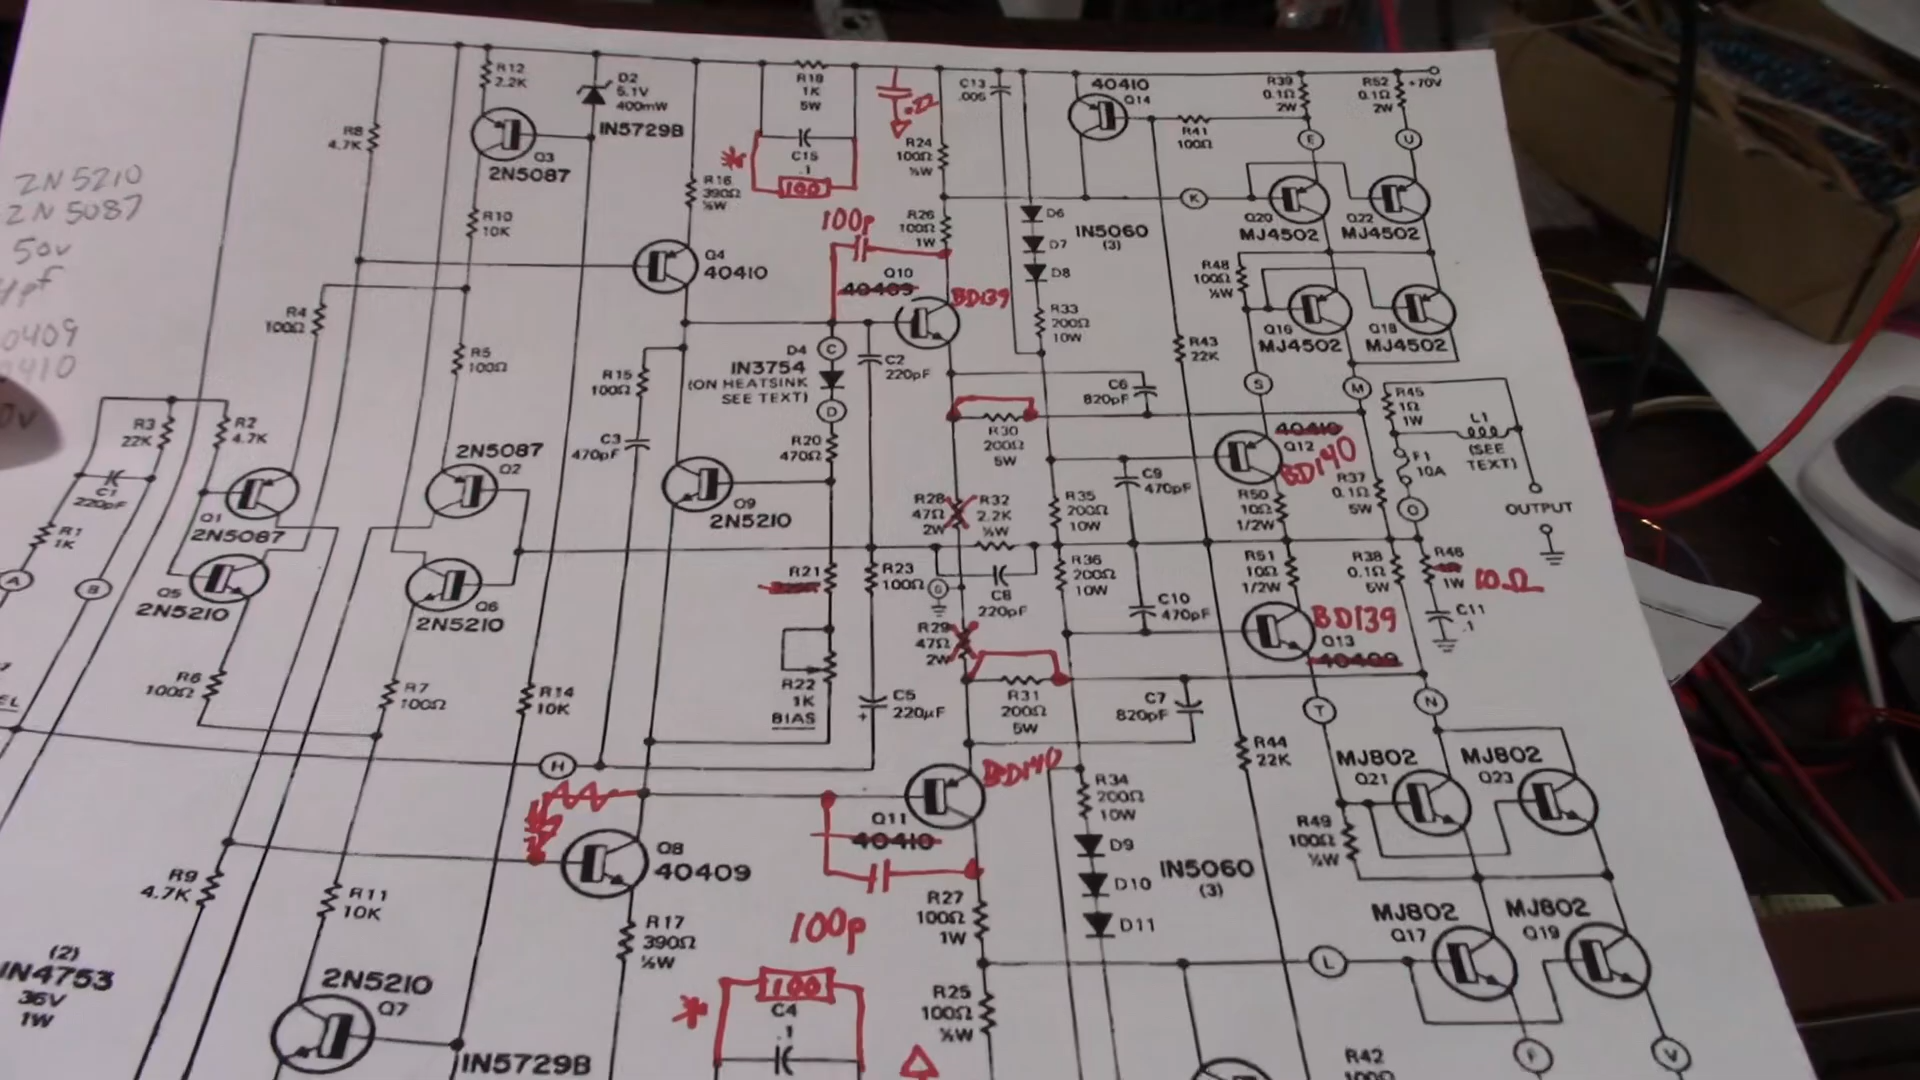 2N5210
2N5087
50v
R8
4.7K
R12
2.2K
Q3
2N5087
D2
5.1V
400mW
IN5729B
R10
10K
R4
100Ω
R5
100Ω
R16
390Ω
½W
Q4
40410
R18
1K
5W
C15
.1
100
*
100p
R24
100Ω
½W
R26
100Ω
1W
Q10
40409
BD139
C13
.005
D6
D7
D8
IN5060
(3)
R33
200Ω
10W
40410
Q14
R41
100Ω
R39
0.1Ω
2W
R52
0.1Ω
2W
+70V
E
U
K
Q20
MJ4502
Q22
MJ4502
R48
100Ω
½W
Q16
MJ4502
Q18
MJ4502
R43
22K
S
M
R3
22K
R2
4.7K
C1
220pF
R1
1K
A
B
Q1
2N5087
Q5
2N5210
2N5087
Q2
Q6
2N5210
R15
100Ω
C3
470pF
D4
IN3754
(ON HEATSINK
SEE TEXT)
C
D
C2
220pF
R20
470Ω
Q9
2N5210
R30
200Ω
5W
C6
820pF
R28
47Ω
2W
R32
2.2K
½W
R35
200Ω
10W
C9
470pF
40410
Q12
BD140
R50
10Ω
1/2W
R37
0.1Ω
5W
R45
1Ω
1W
F1
10A
L1
(SEE
TEXT)
OUTPUT
R21
R23
100Ω
C8
220pF
R36
200Ω
10W
C10
470pF
R51
10Ω
1/2W
R38
0.1Ω
5W
R46
1W
10Ω
C11
.1
BD139
Q13
40409
R29
47Ω
2W
R31
200Ω
5W
C7
820pF
R6
100Ω
R7
100Ω
R14
10K
R22
1K
BIAS
C5
220µF
+
H
T
N
R44
22K
BD140
Q11
40410
R34
200Ω
10W
D9
D10
D11
IN5060
(3)
MJ802
Q21
MJ802
Q23
R49
100Ω
½W
Q8
40409
R9
4.7K
R11
10K
R17
390Ω
½W
100p
R27
100Ω
1W
MJ802
Q17
MJ802
Q19
L
(2)
IN4753
36V
1W
2N5210
Q7
IN5729B
*
100
C4
.1
R25
100Ω
½W
R42
F
V